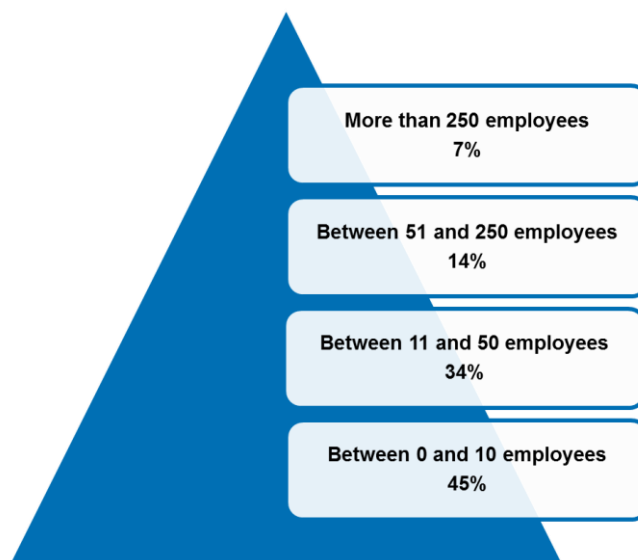 More than 250 employees
7%
Between 51 and 250 employees
14%
Between 11 and 50 employees
34%
Between 0 and 10 employees
45%